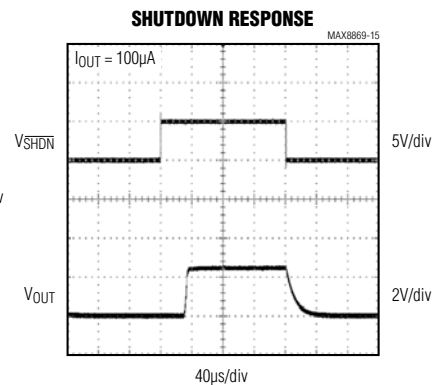 SHUTDOWN RESPONSE
MAX8869-15
IOUT = 100µA
VSHDN
5V/div
VOUT
2V/div
40µs/div